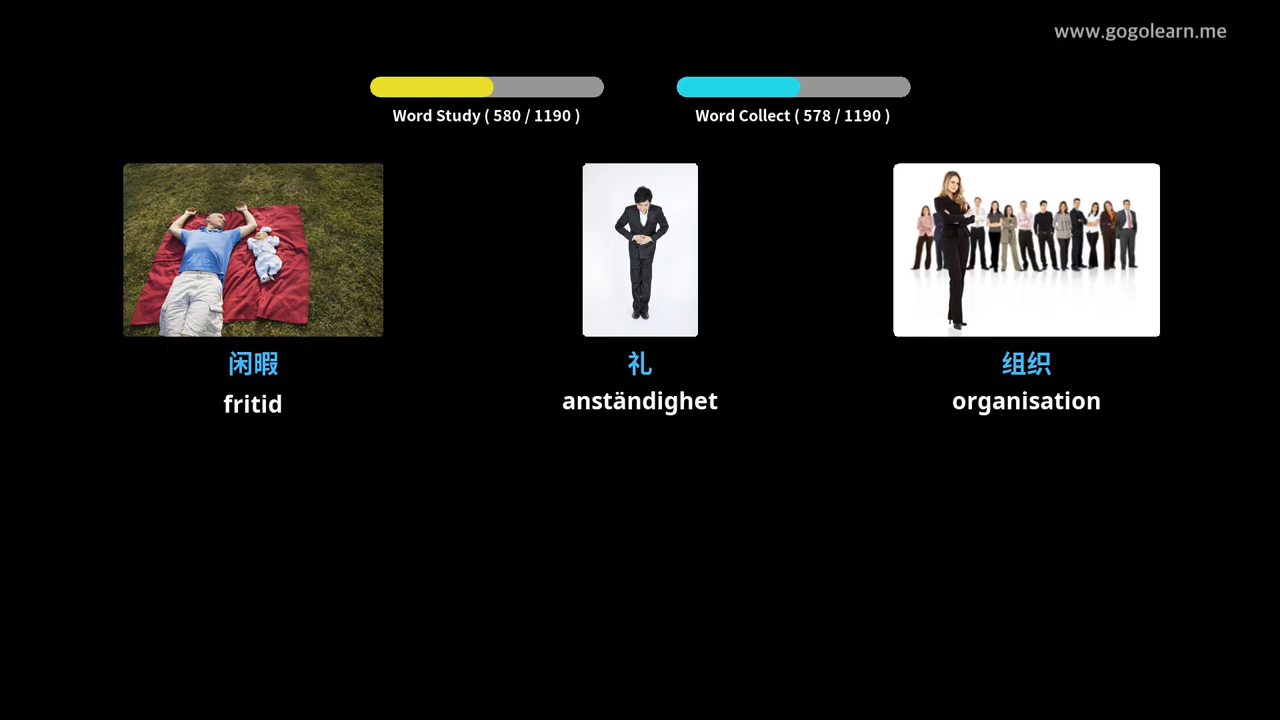 www.gogolearn.me
Word Study ( 580 / 1190 )
Word Collect ( 578 / 1190 )
闲暇
fritid
礼
anständighet
组织
organisation